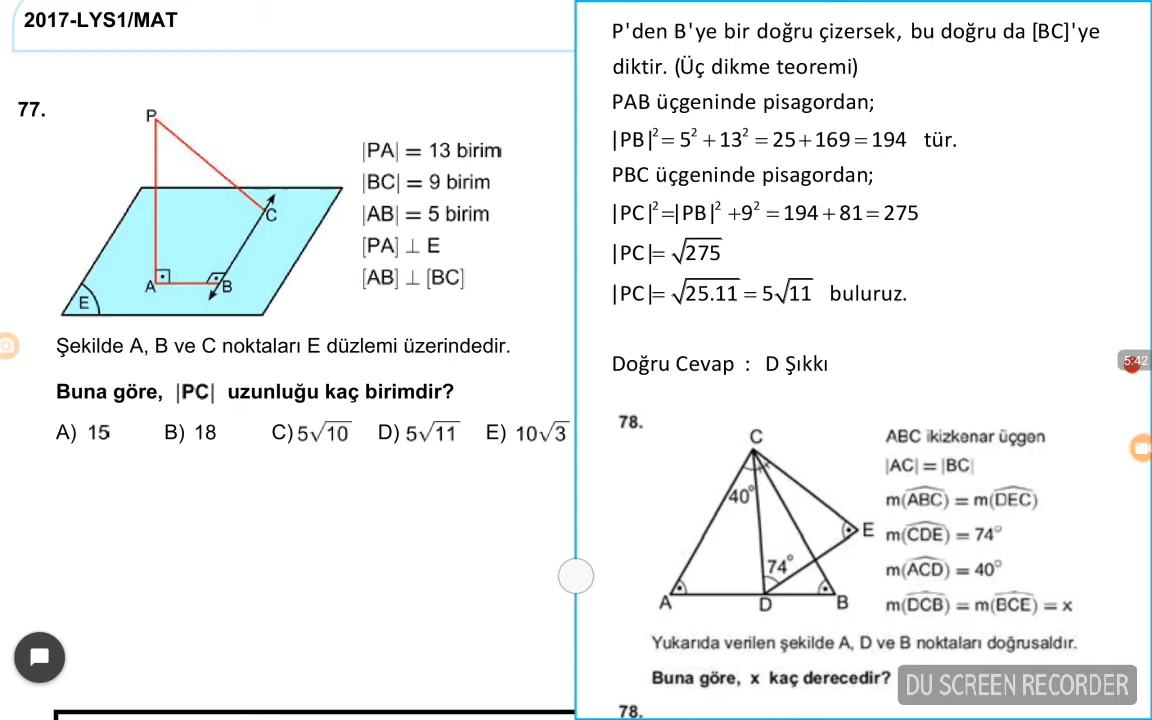 2017-LYS1/MAT
77.
P
C
A
B
E
|PA| = 13 birim
|BC| = 9 birim
|AB| = 5 birim
[PA] ⊥ E
[AB] ⊥ [BC]
Şekilde A, B ve C noktaları E düzlemi üzerindedir.
Buna göre, |PC| uzunluğu kaç birimdir?
A) 15 B) 18 C) 5√10 D) 5√11 E) 10√3
P'den B'ye bir doğru çizersek, bu doğru da [BC]'ye
diktir. (Üç dikme teoremi)
PAB üçgeninde pisagordan;
|PB|² = 5² + 13² = 25 + 169 = 194 tür.
PBC üçgeninde pisagordan;
|PC|² = |PB|² + 9² = 194 + 81 = 275
|PC| = √275
|PC| = √25.11 = 5√11 buluruz.
Doğru Cevap : D Şıkkı
5:42
78.
C
40°
E
74°
A
D
B
ABC ikizkenar üçgen
|AC| = |BC|
m(ABC) = m(DEC)
m(CDE) = 74°
m(ACD) = 40°
m(DCB) = m(BCE) = x
Yukarıda verilen şekilde A, D ve B noktaları doğrusaldır.
Buna göre, x kaç derecedir?
DU SCREEN RECORDER
78.